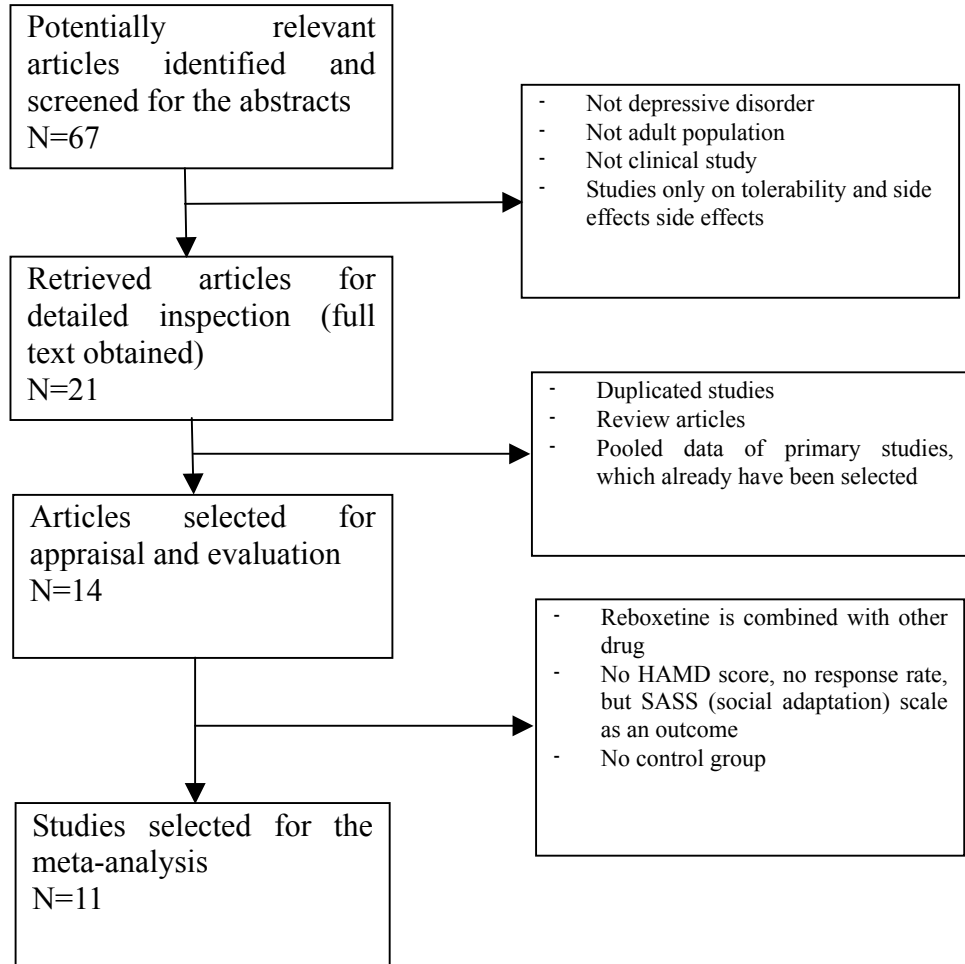 Potentially relevant
articles identified and
screened for the abstracts
N=67
- Not depressive disorder
- Not adult population
- Not clinical study
- Studies only on tolerability and side
effects side effects
Retrieved articles for
detailed inspection (full
text obtained)
N=21
- Duplicated studies
- Review articles
- Pooled data of primary studies,
which already have been selected
Articles selected for
appraisal and evaluation
N=14
- Reboxetine is combined with other
drug
- No HAMD score, no response rate,
but SASS (social adaptation) scale
as an outcome
- No control group
Studies selected for the
meta-analysis
N=11